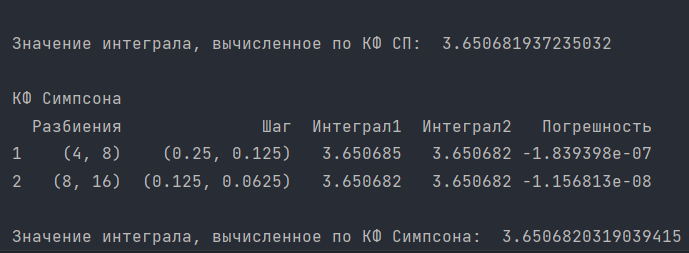 Значение интеграла, вычисленное по КФ СП:  3.650681937235032
КФ Симпсона
Разбиения Шаг Интеграл1 Интеграл2 Погрешность
1 (4, 8) (0.25, 0.125) 3.650685 3.650682 -1.839398e-07
2 (8, 16) (0.125, 0.0625) 3.650682 3.650682 -1.156813e-08
Значение интеграла, вычисленное по КФ Симпсона:  3.6506820319039415